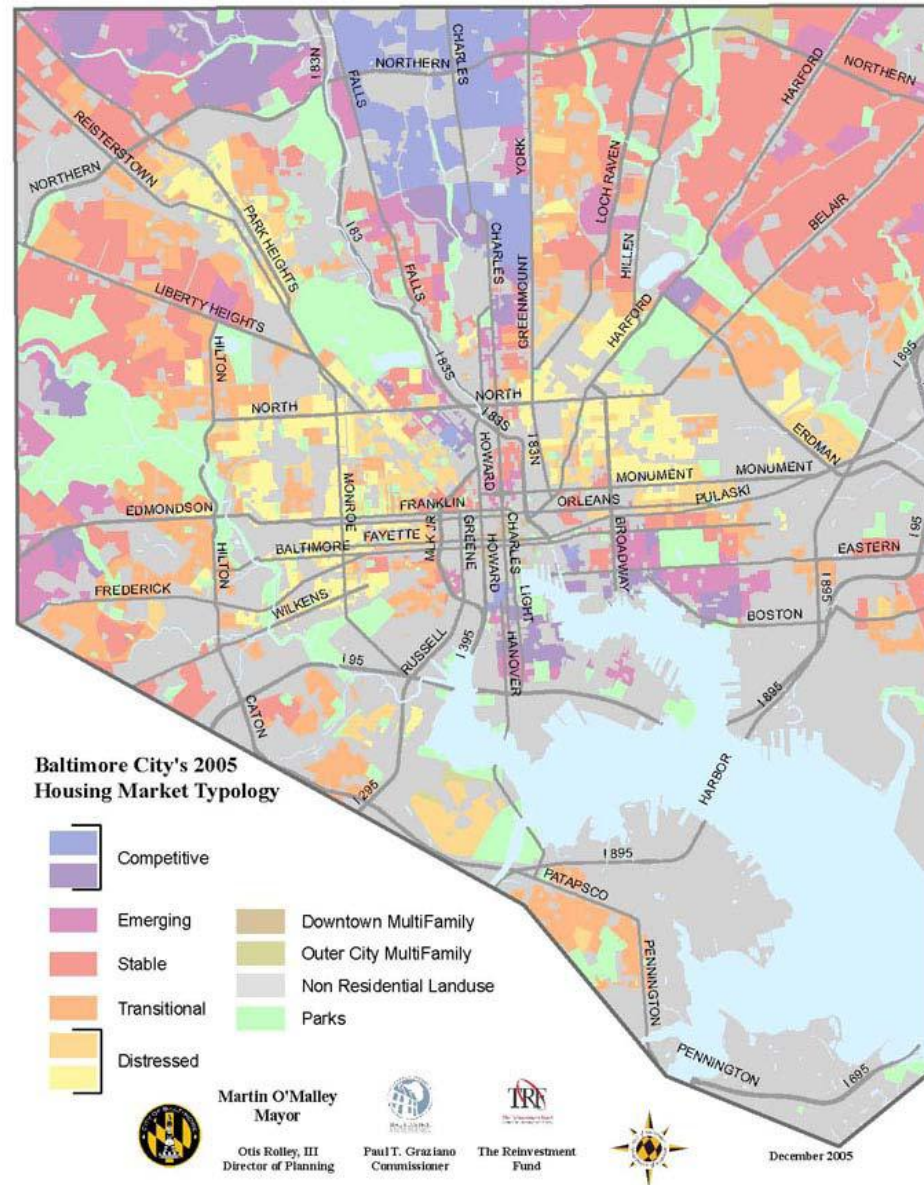 I 83N
FALLS
CHARLES
NORTHERN
HARFORD
NORTHERN
REISTERSTOWN
NORTHERN
YORK
LOCH RAVEN
BELAIR
PARK HEIGHTS
I 83
CHARLES
HILLEN
FALLS
GREENMOUNT
LIBERTY HEIGHTS
HARFORD
HILTON
I 83S
I 895
NORTH
NORTH
I 83S
ERDMAN
HOWARD
I 83N
MONUMENT
MONUMENT
MONROE
FRANKLIN
ORLEANS
PULASKI
EDMONDSON
FAYETTE
MLK JR
GREENE
CHARLES
BROADWAY
BALTIMORE
HOWARD
EASTERN
I 95
HILTON
FREDERICK
LIGHT
I 895
WILKENS
BOSTON
RUSSELL
I 395
HANOVER
I 95
CATON
I 895
I 295
HARBOR
I 895
PATAPSCO
PENNINGTON
PENNINGTON
I 695
Baltimore City's 2005
Housing Market Typology
Competitive
Emerging
Stable
Transitional
Distressed
Downtown MultiFamily
Outer City MultiFamily
Non Residential Landuse
Parks
CITY OF BALTIMORE
Martin O'Malley
Mayor
Otis Rolley, III
Director of Planning
Paul T. Graziano
Commissioner
TRF
The Reinvestment
Fund
December 2005